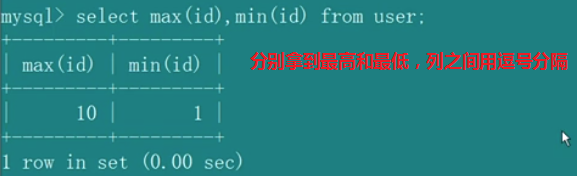 mysql> select max(id),min(id) from user;
+---------+---------+
| max(id) | min(id) |
分别拿到最高和最低，列之间用逗号分隔
+---------+---------+
|      10 |       1 |
+---------+---------+
1 row in set (0.00 sec)